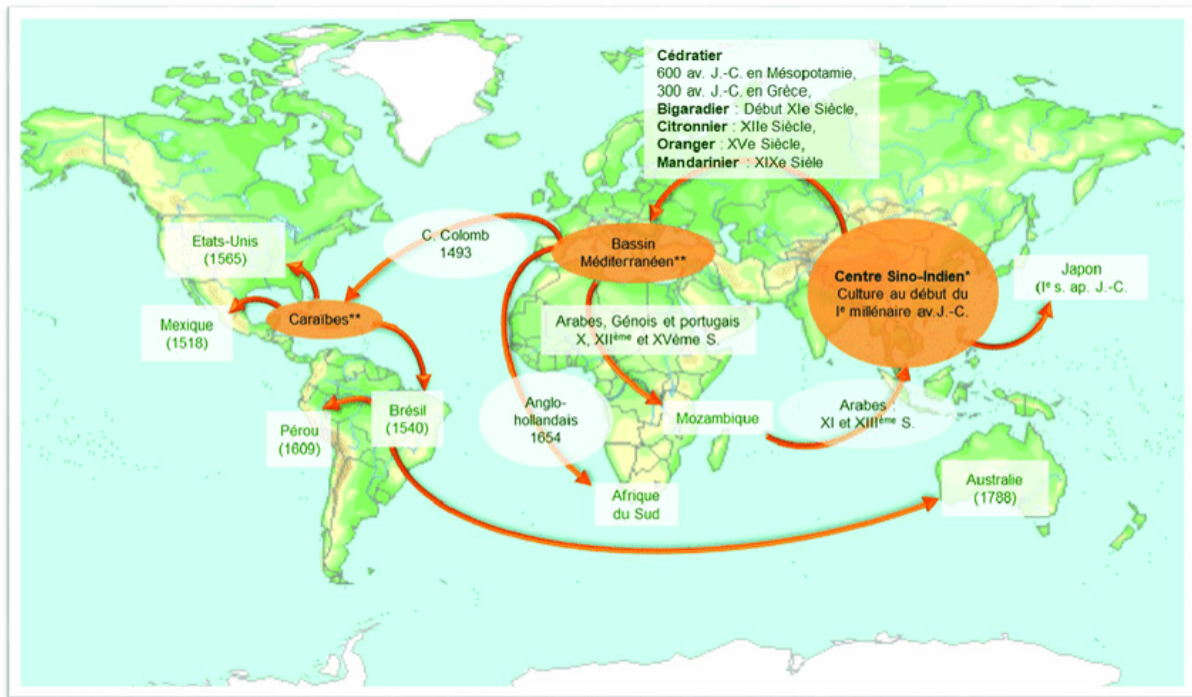 Cédratier
600 av. J.-C. en Mésopotamie,
300 av. J.-C. en Grèce,
Bigaradier : Début XIe Siècle,
Citronnier : XIIe Siècle,
Oranger : XVe Siècle,
Mandarinier : XIXe Sièle
C. Colomb
1493
Etats-Unis
(1565)
Bassin
Méditerranéen**
Centre Sino-Indien*
Culture au début du
Iᵉ millénaire av.J.-C.
Japon
(Iᵉ s. ap. J.-C.
Caraïbes**
Mexique
(1518)
Arabes, Génois et portugais
X, XIIème et XVème S.
Anglo-
hollandais
1654
Brésil
(1540)
Pérou
(1609)
Mozambique
Arabes :
XI et XIIIème S.
Afrique
du Sud
Australie
(1788)